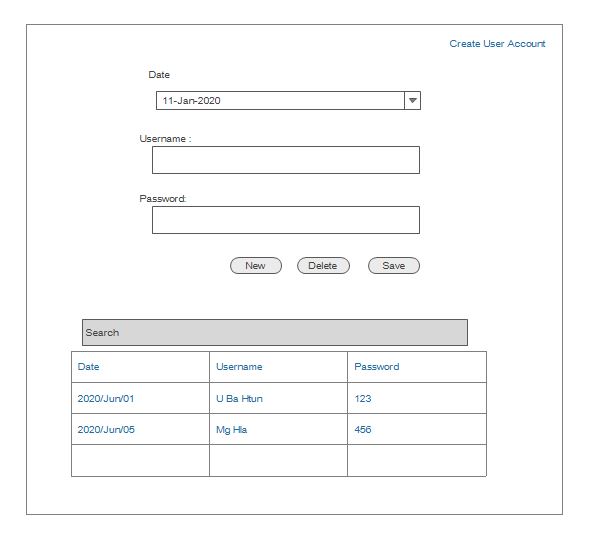 Create User Account
Date
11-Jan-2020
Username :
Password:
New Delete Save
Search
Date Username Password
2020/Jun/01 U Ba Htun 123
2020/Jun/05 Mg Hla 456